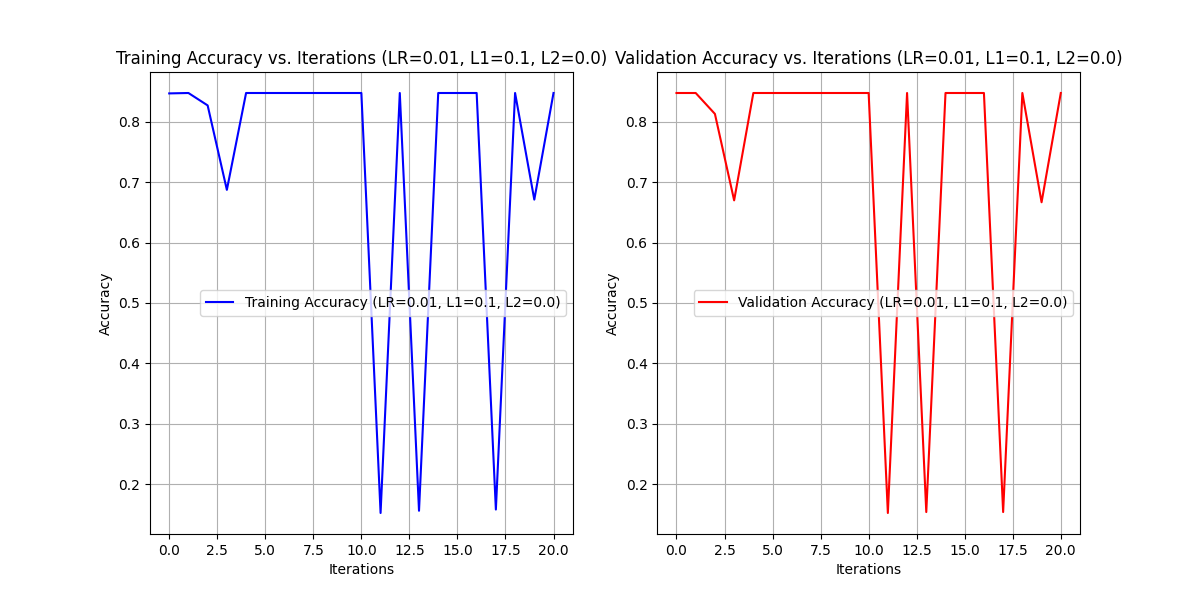 Training Accuracy vs. Iterations (LR=0.01, L1=0.1, L2=0.0)
Accuracy
0.8
0.7
0.6
0.5
0.4
0.3
0.2
Training Accuracy (LR=0.01, L1=0.1, L2=0.0)
0.0 2.5 5.0 7.5 10.0 12.5 15.0 17.5 20.0
Iterations
Validation Accuracy vs. Iterations (LR=0.01, L1=0.1, L2=0.0)
Accuracy
0.8
0.7
0.6
0.5
0.4
0.3
0.2
Validation Accuracy (LR=0.01, L1=0.1, L2=0.0)
0.0 2.5 5.0 7.5 10.0 12.5 15.0 17.5 20.0
Iterations